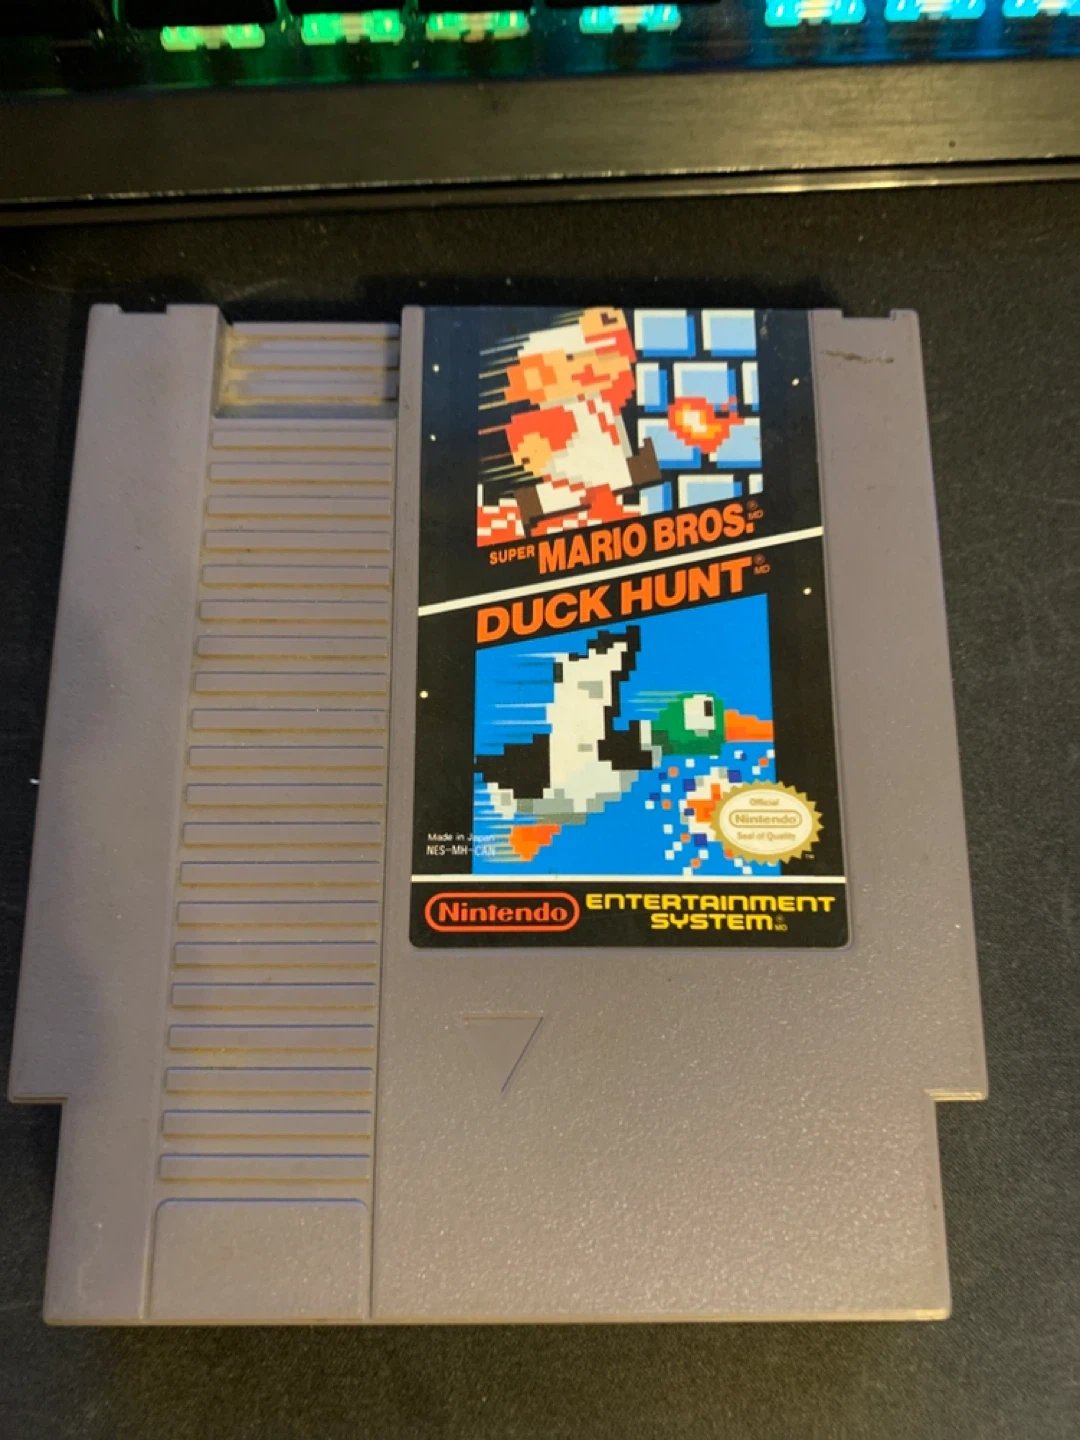 SUPER MARIO BROS.® MD
DUCK HUNT® MD
Official
Nintendo
Seal of Quality
™
Made in Japan
NES-MH-CAN
Nintendo
ENTERTAINMENT
SYSTEM® MD